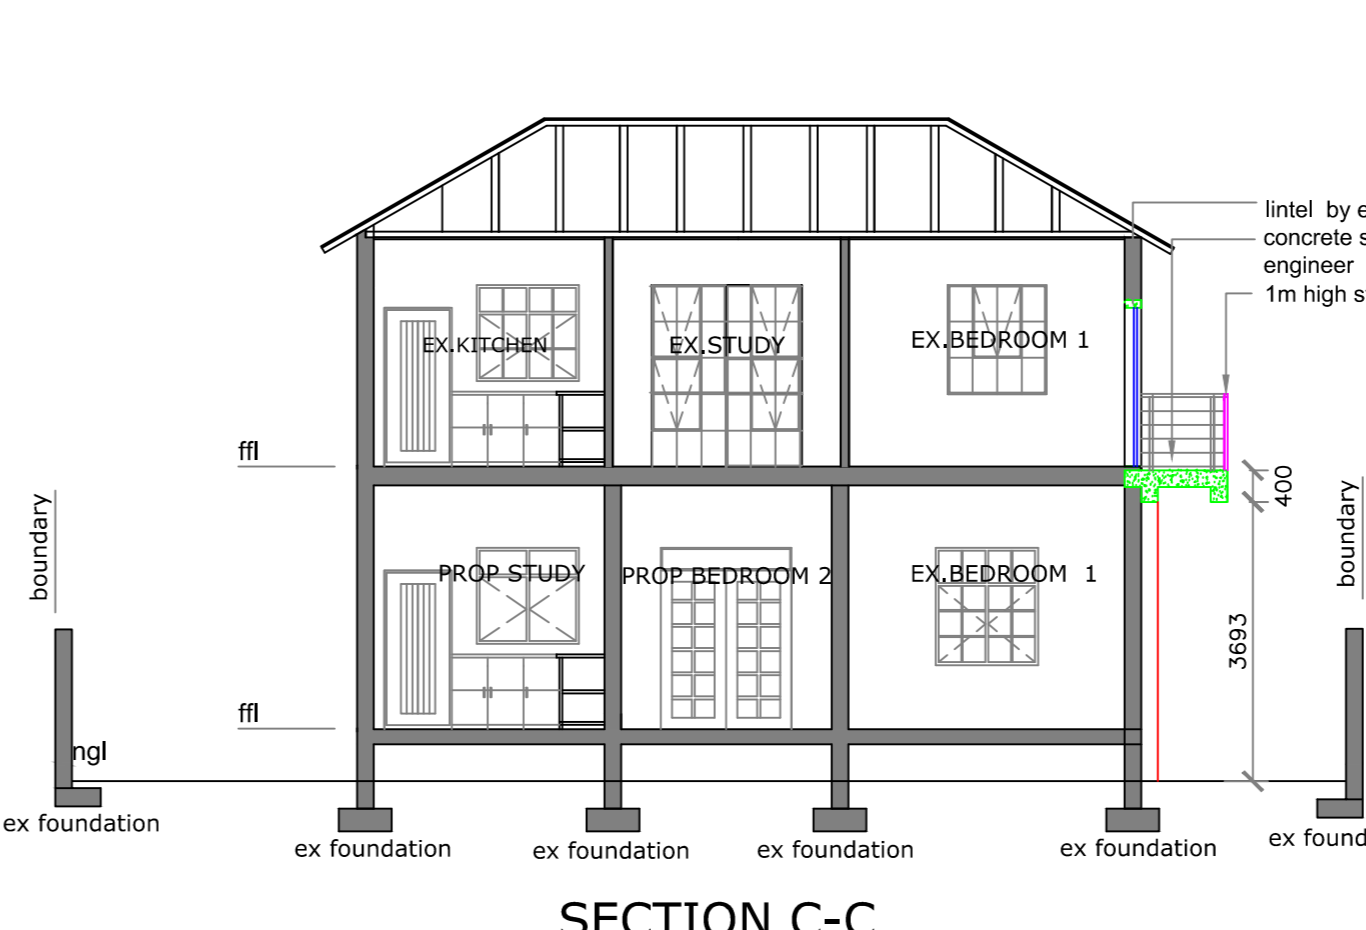 lintel by e
concrete s
engineer
1m high s
EX.KITCHEN
EX.STUDY
EX.BEDROOM 1
ffl
400
boundary
boundary
PROP STUDY
PROP BEDROOM 2
EX.BEDROOM 1
3693
ffl
ngl
ex foundation
ex foundation
ex foundation
ex foundation
ex foundation
ex found
SECTION C-C